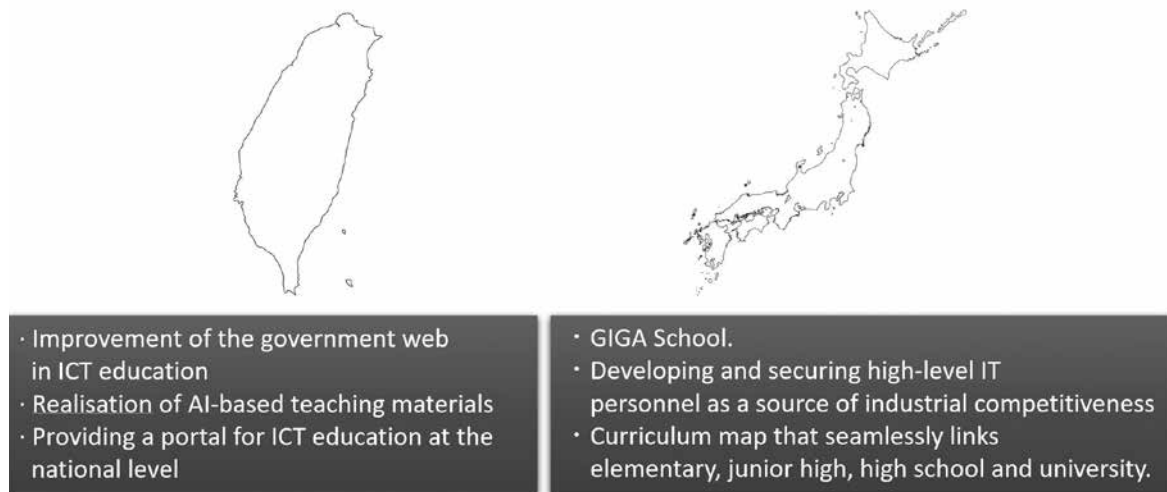 · Improvement of the government web
in ICT education
· Realisation of AI-based teaching materials
· Providing a portal for ICT education at the
national level
· GIGA School.
· Developing and securing high-level IT
personnel as a source of industrial competitiveness
· Curriculum map that seamlessly links
elementary, junior high, high school and university.